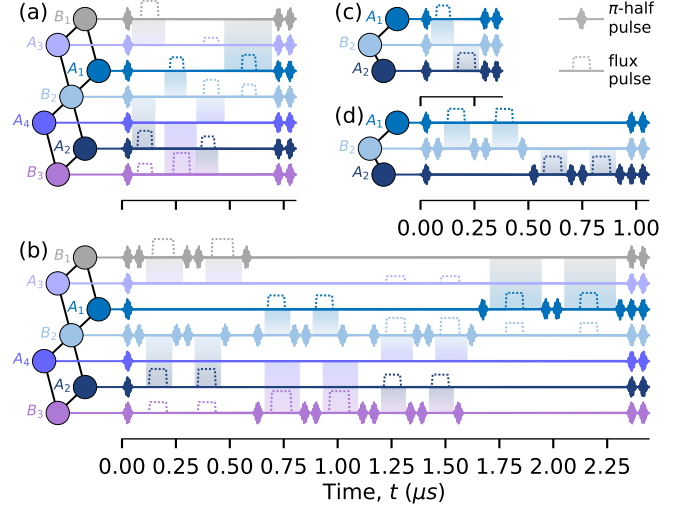 (a)
B₁
A₃
A₁
B₂
A₄
A₂
B₃
(c)
A₁
B₂
A₂
π-half
pulse
flux
pulse
(d)
A₁
B₂
A₂
0.00 0.25 0.50 0.75 1.00
(b)
B₁
A₃
A₁
B₂
A₄
A₂
B₃
0.00 0.25 0.50 0.75 1.00 1.25 1.50 1.75 2.00 2.25
Time, t (μs)